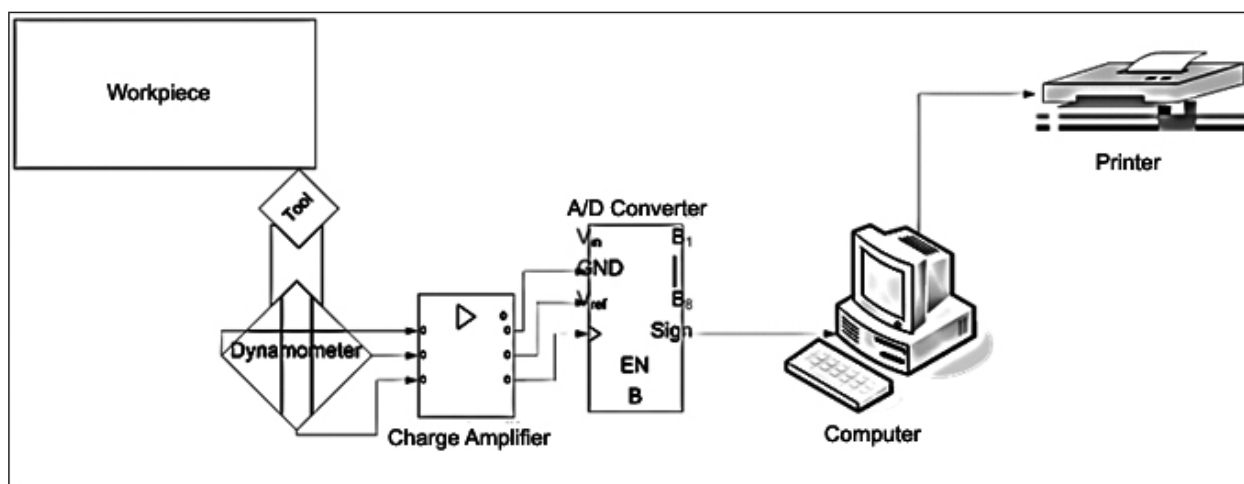 Workpiece
Tool
Dynamometer
Charge Amplifier
A/D Converter
Vin B1
GND
Vref B8
Sign
EN
B
Computer
Printer